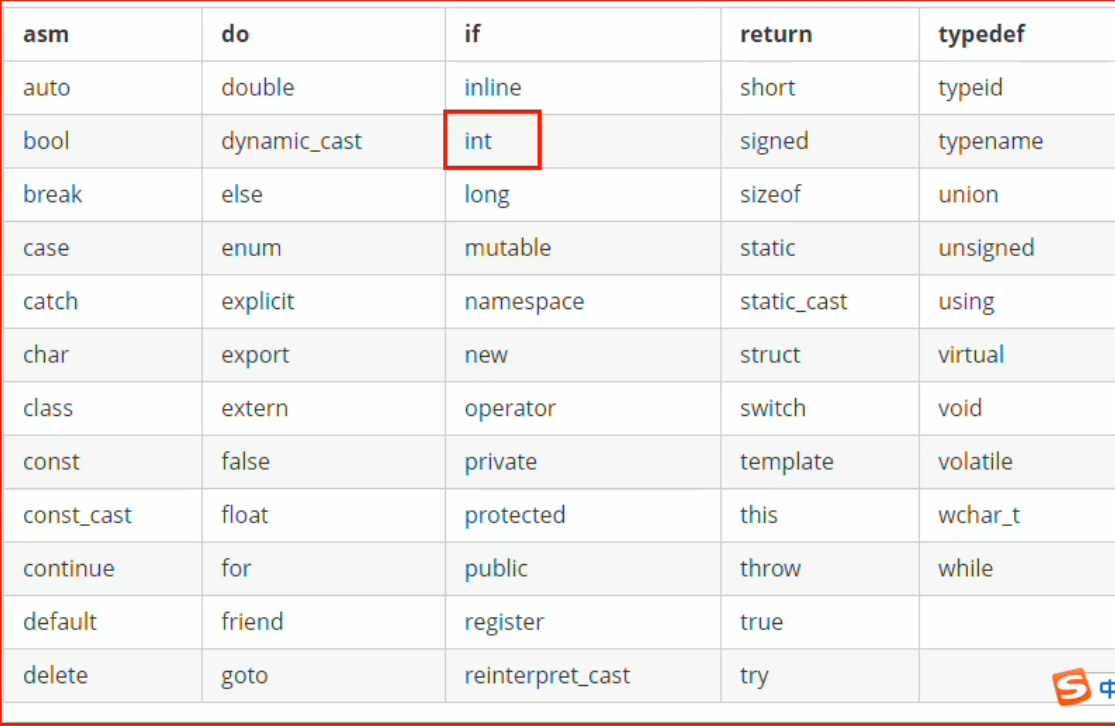 asm do if return typedef
auto double inline short typeid
bool dynamic_cast int signed typename
break else long sizeof union
case enum mutable static unsigned
catch explicit namespace static_cast using
char export new struct virtual
class extern operator switch void
const false private template volatile
const_cast float protected this wchar_t
continue for public throw while
default friend register true
delete goto reinterpret_cast try
S 中